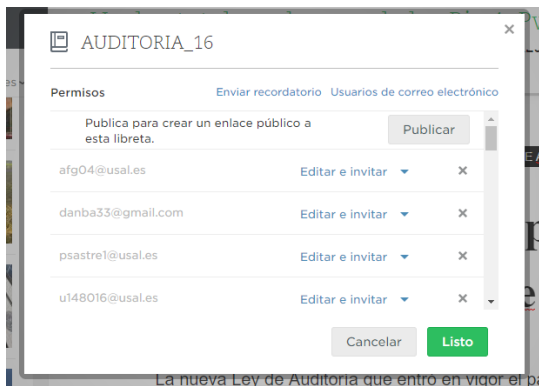 AUDITORIA_16
×
Permisos
Enviar recordatorio Usuarios de correo electrónico
Publica para crear un enlace público a
esta libreta.
Publicar
afg04@usal.es Editar e invitar ×
danba33@gmail.com Editar e invitar ×
psastre1@usal.es Editar e invitar ×
u148016@usal.es Editar e invitar ×
Cancelar Listo
La nueva Ley de Auditoría que entró en vigor el